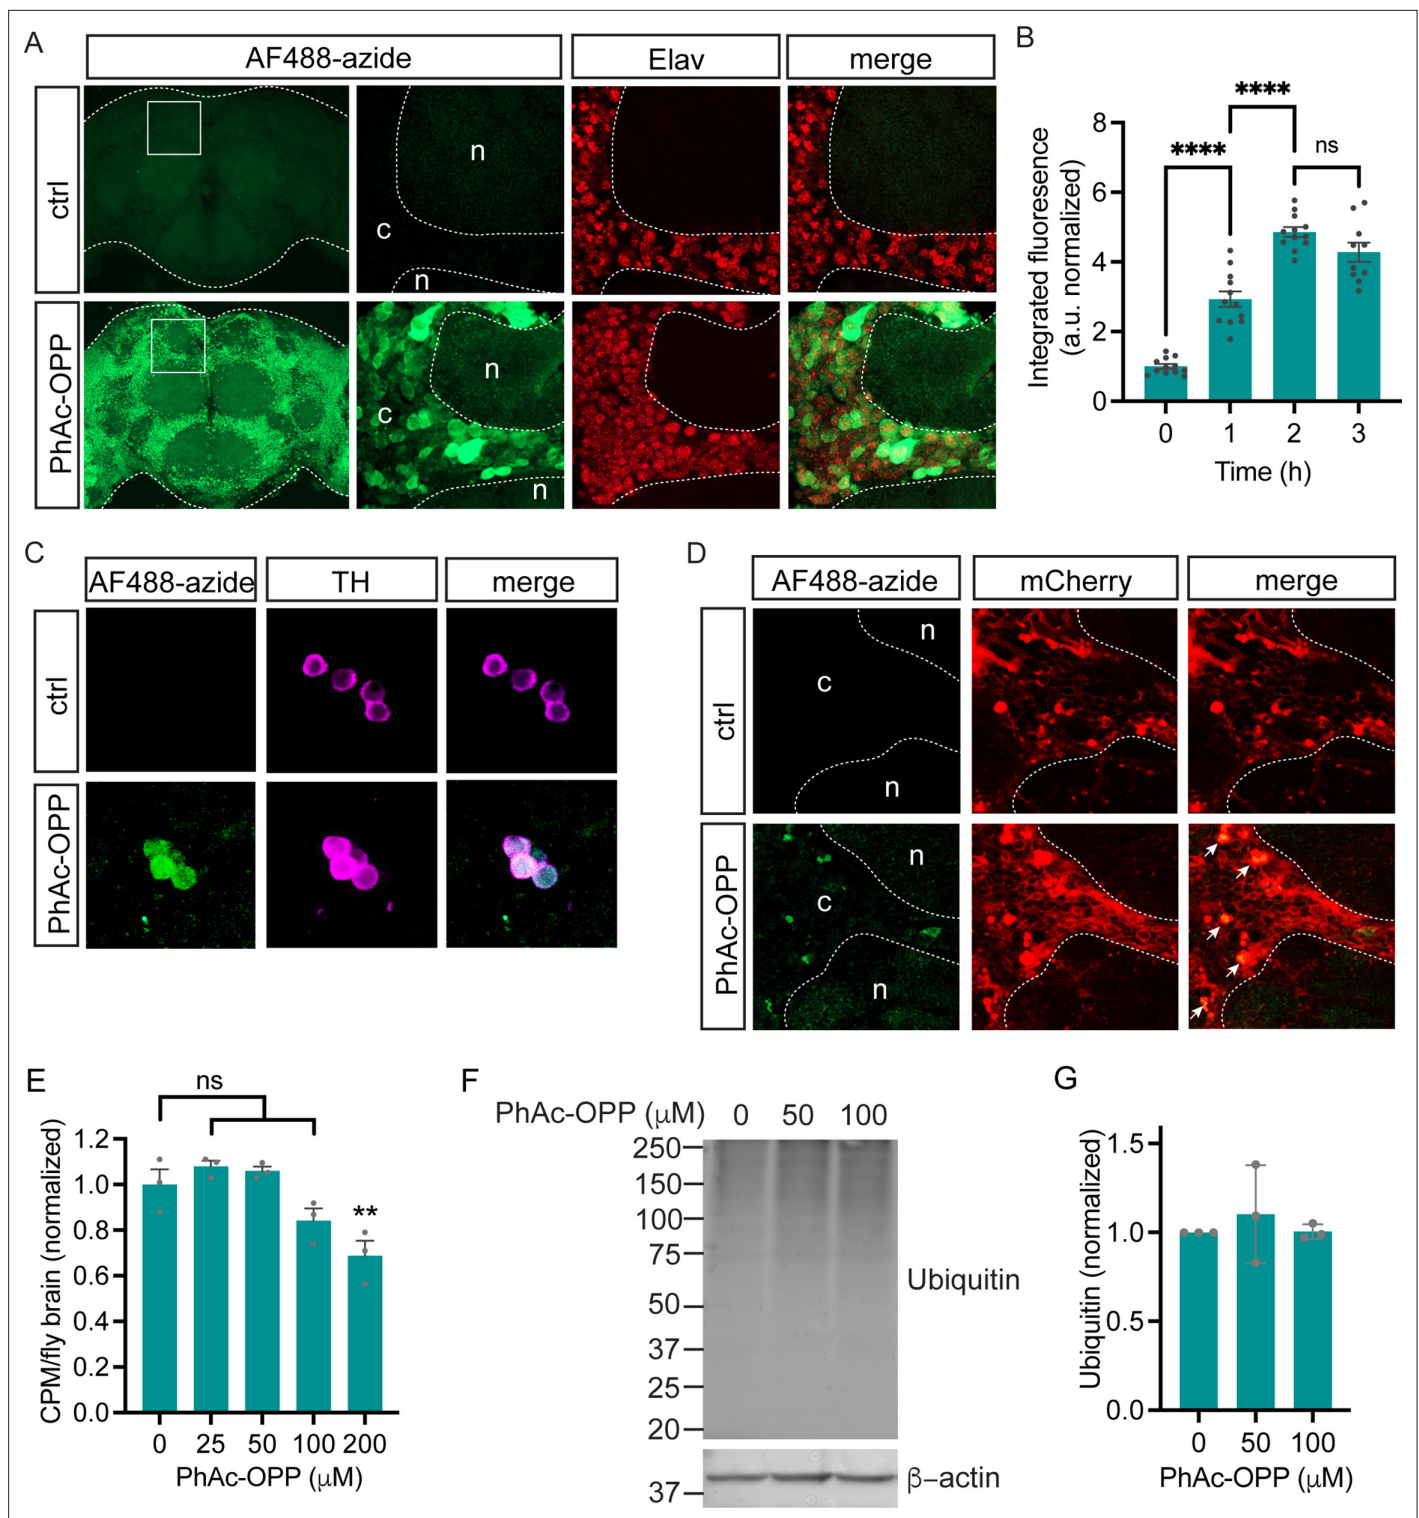 A
AF488-azide
Elav
merge
ctrl
n
c
n
PhAc-OPP
n
c
n
B
Integrated fluoresence
(a.u. normalized)
****
****
ns
8
6
4
2
0
0 1 2 3
Time (h)
C
AF488-azide
TH
merge
ctrl
PhAc-OPP
D
AF488-azide
mCherry
merge
ctrl
n
c
n
PhAc-OPP
n
c
n
E
ns
CPM/fly brain (normalized)
1.2
1.0
0.8
0.6
0.4
0.2
0.0
**
0 25 50 100 200
PhAc-OPP (μM)
F
PhAc-OPP (μM) 0 50 100
250
150
100
75
50
37
25
20
Ubiquitin
37
β−actin
G
Ubiquitin (normalized)
1.5
1.0
0.5
0.0
0 50 100
PhAc-OPP (μM)